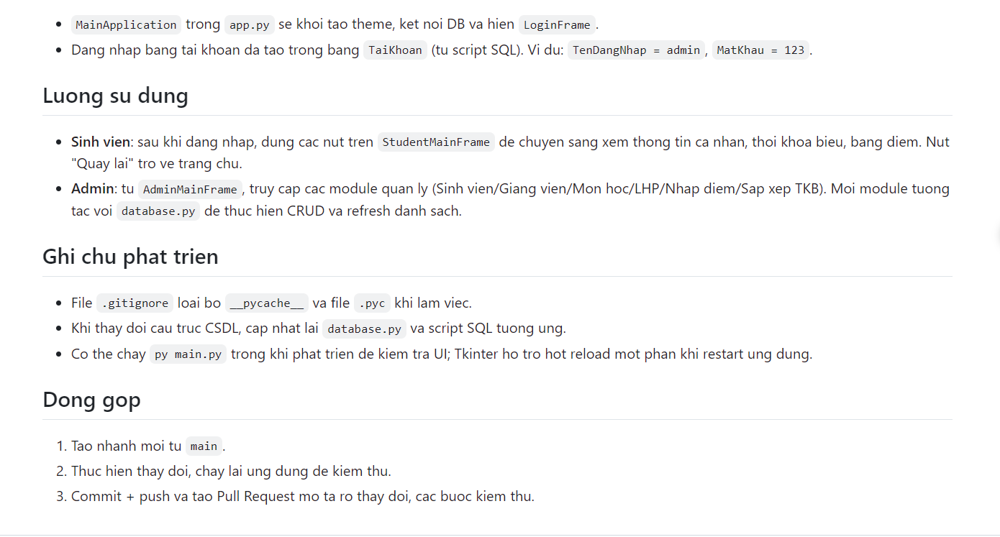 MainApplication trong app.py se khoi tao theme, ket noi DB va hien LoginFrame.
Dang nhap bang tai khoan da tao trong bang TaiKhoan (tu script SQL). Vi du: TenDangNhap = admin, MatKhau = 123.
Luong su dung
Sinh vien: sau khi dang nhap, dung cac nut tren StudentMainFrame de chuyen sang xem thong tin ca nhan, thoi khoa bieu, bang diem. Nut
"Quay lai" tro ve trang chu.
Admin: tu AdminMainFrame, truy cap cac module quan ly (Sinh vien/Giang vien/Mon hoc/LHP/Nhap diem/Sap xep TKB). Moi module tuong
tac voi database.py de thuc hien CRUD va refresh danh sach.
Ghi chu phat trien
File .gitignore loai bo __pycache__ va file .pyc khi lam viec.
Khi thay doi cau truc CSDL, cap nhat lai database.py va script SQL tuong ung.
Co the chay py main.py trong khi phat trien de kiem tra UI; Tkinter ho tro hot reload mot phan khi restart ung dung.
Dong gop
1. Tao nhanh moi tu main.
2. Thuc hien thay doi, chay lai ung dung de kiem thu.
3. Commit + push va tao Pull Request mo ta ro thay doi, cac buoc kiem thu.